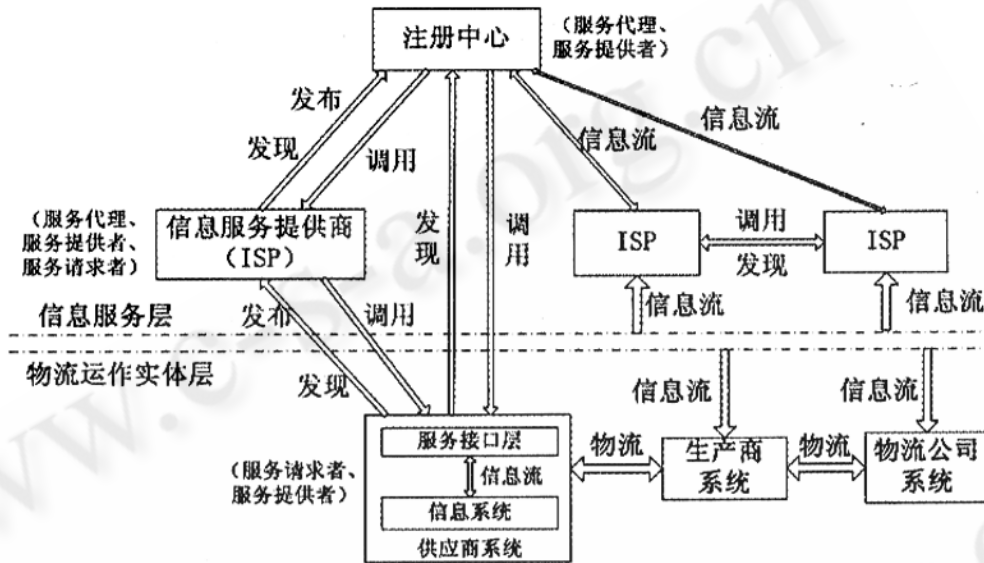 注册中心
（服务代理、
服务提供者）
发布
发现
调用
信息流
信息流
（服务代理、
服务提供者、
服务请求者）
信息服务提供商
（ISP）
发现
调用
ISP
调用
发现
ISP
信息服务层
发布
调用
信息流
信息流
物流运作实体层
发现
信息流
信息流
服务接口层
信息流
信息系统
供应商系统
（服务请求者、
服务提供者）
物流
生产商
系统
物流
物流公司
系统
www.c-s-a.org.cn